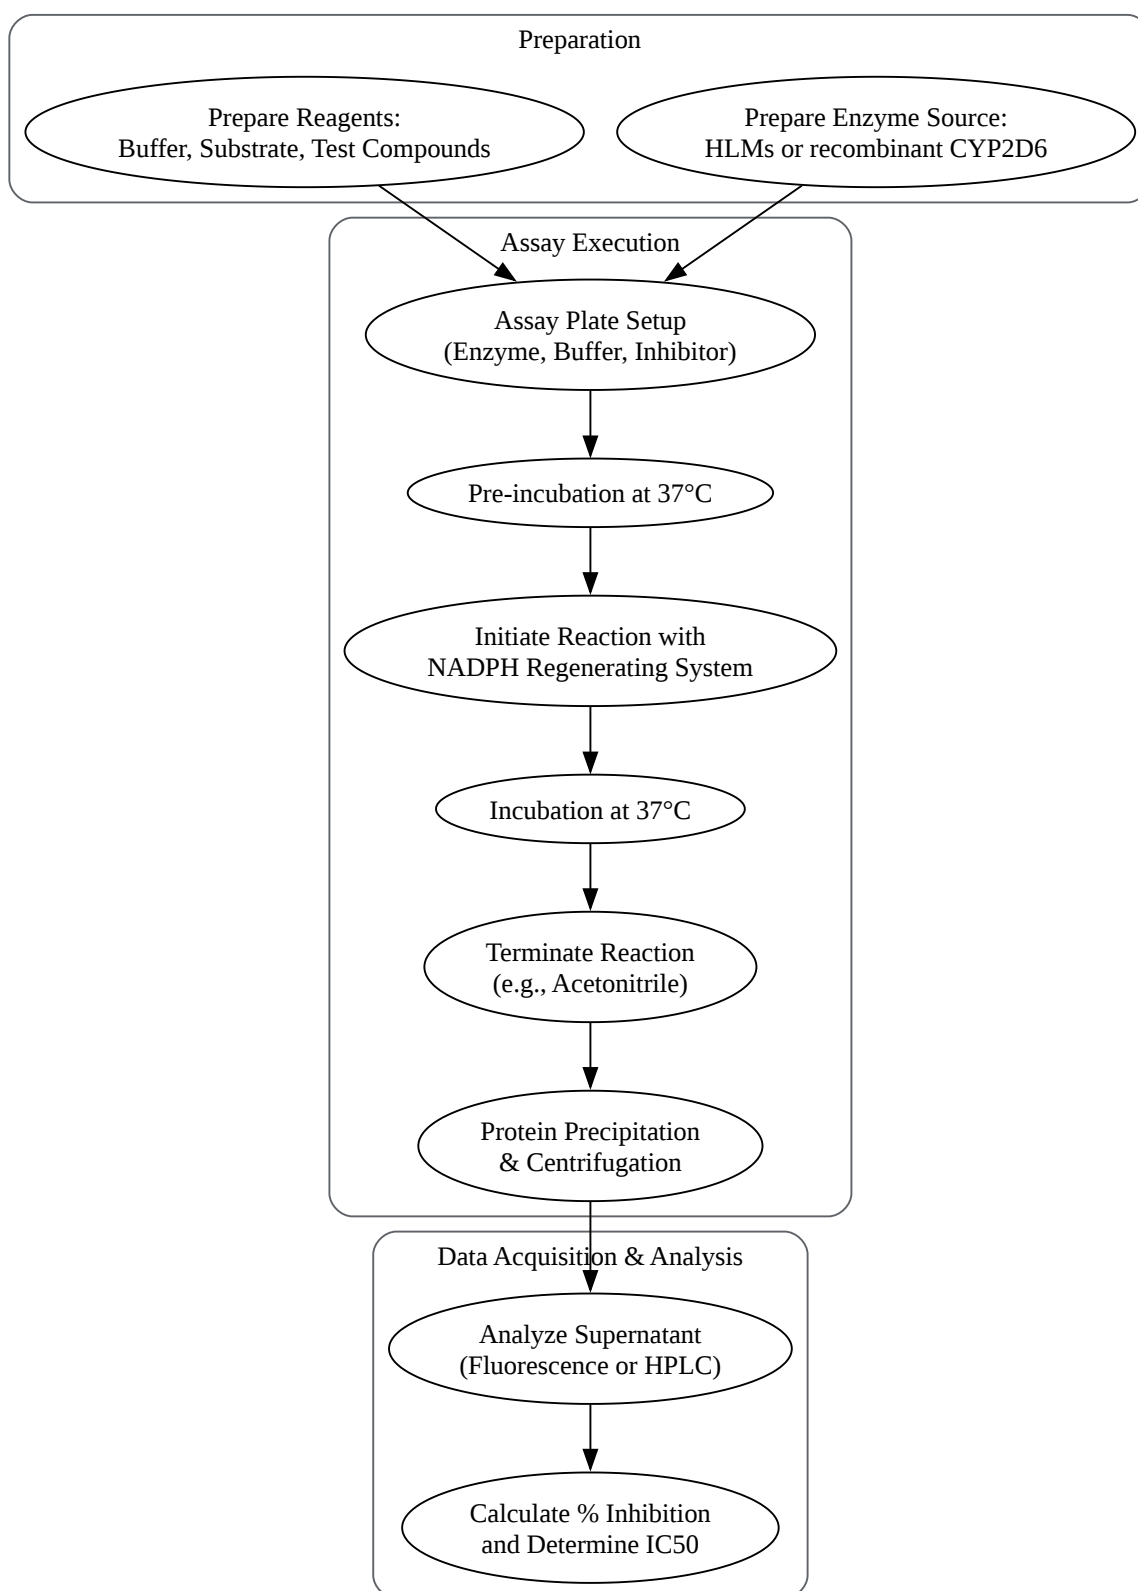 Preparation
Prepare Reagents:
Buffer, Substrate, Test Compounds
Prepare Enzyme Source:
HLMs or recombinant CYP2D6
Assay Execution
Assay Plate Setup
(Enzyme, Buffer, Inhibitor)
Pre-incubation at 37°C
Initiate Reaction with
NADPH Regenerating System
Incubation at 37°C
Terminate Reaction
(e.g., Acetonitrile)
Protein Precipitation
& Centrifugation
Data Acquisition & Analysis
Analyze Supernatant
(Fluorescence or HPLC)
Calculate % Inhibition
and Determine IC50